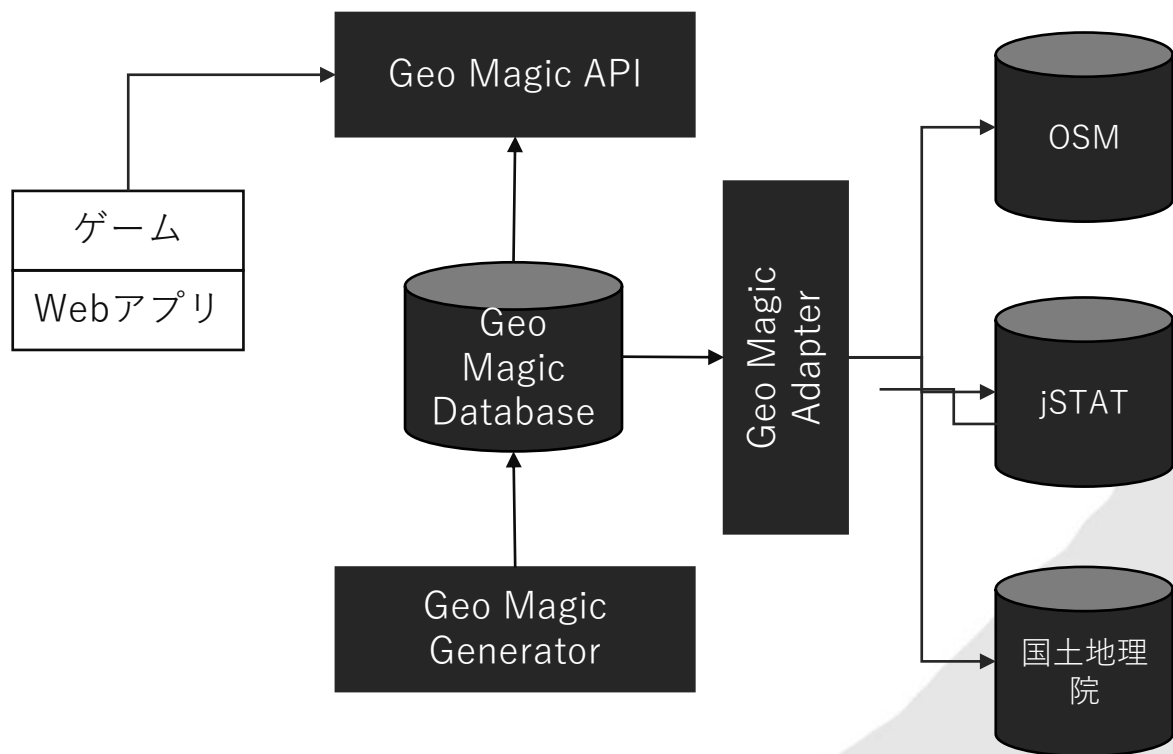 Geo Magic API
ゲーム
Webアプリ
Geo
Magic
Database
Geo Magic
Generator
Geo Magic
Adapter
OSM
jSTAT
国土地理
院